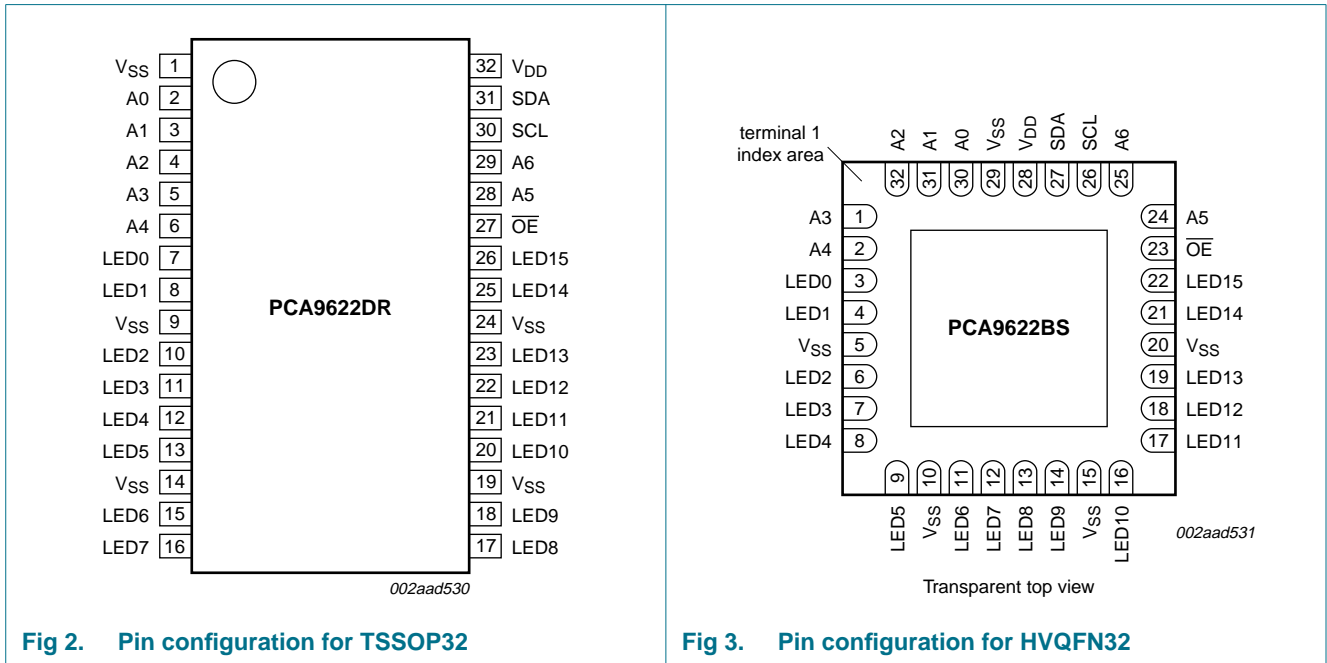 VSS 1
A0 2
A1 3
A2 4
A3 5
A4 6
LED0 7
LED1 8
VSS 9
LED2 10
LED3 11
LED4 12
LED5 13
VSS 14
LED6 15
LED7 16
PCA9622DR
32 VDD
31 SDA
30 SCL
29 A6
28 A5
27 O̅E̅
26 LED15
25 LED14
24 VSS
23 LED13
22 LED12
21 LED11
20 LED10
19 VSS
18 LED9
17 LED8
002aad530
Fig 2. Pin configuration for TSSOP32
terminal 1
index area
A2 A1 A0 VSS VDD SDA SCL A6
32 31 30 29 28 27 26 25
A3 1
A4 2
LED0 3
LED1 4
VSS 5
LED2 6
LED3 7
LED4 8
PCA9622BS
24 A5
23 O̅E̅
22 LED15
21 LED14
20 VSS
19 LED13
18 LED12
17 LED11
9 10 11 12 13 14 15 16
LED5 VSS LED6 LED7 LED8 LED9 VSS LED10
002aad531
Transparent top view
Fig 3. Pin configuration for HVQFN32